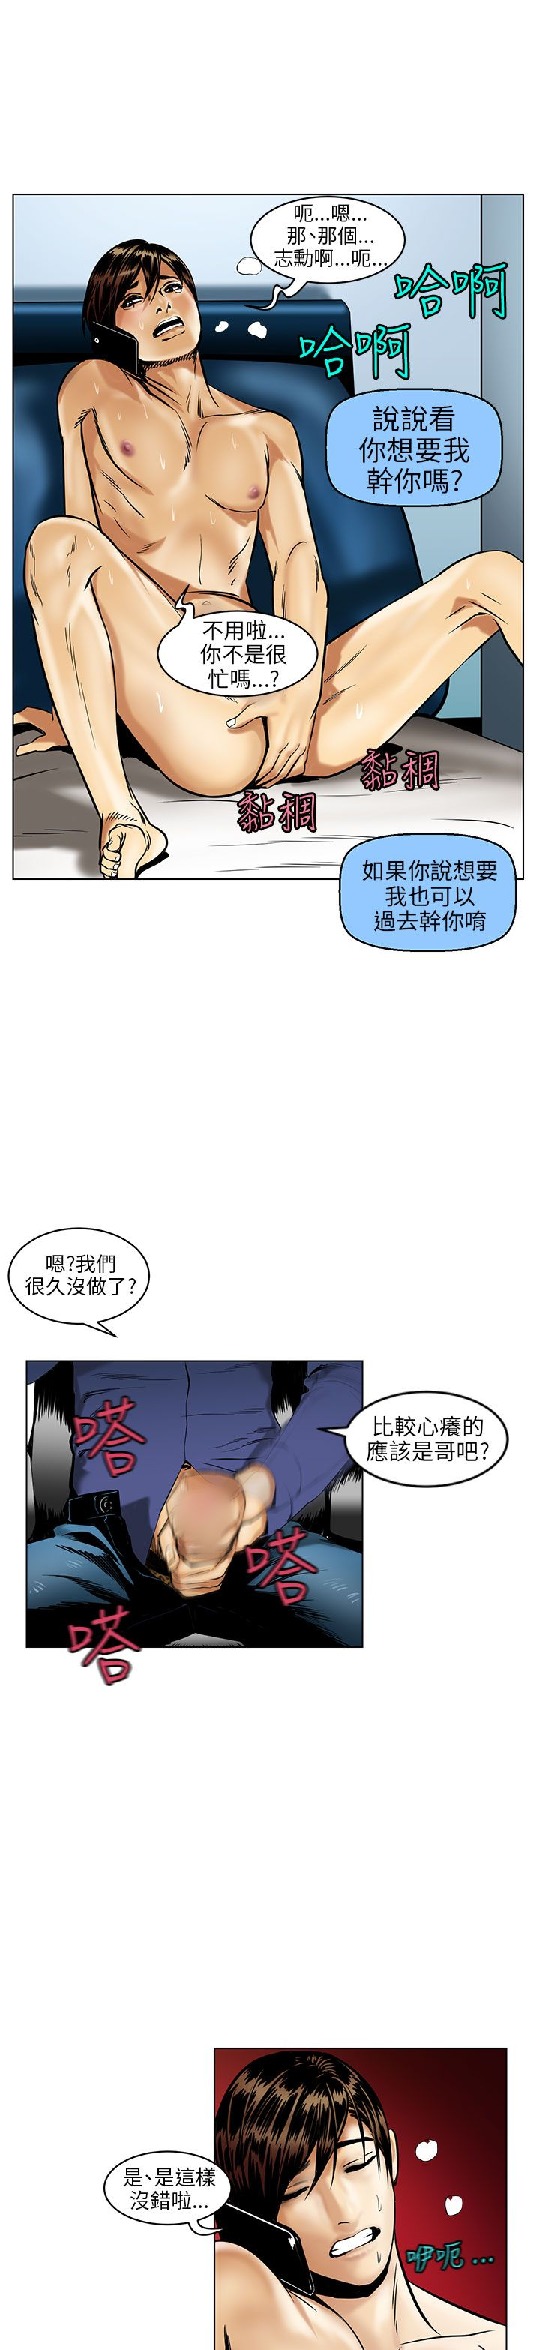 呃...嗯...
那、那個...
志勳啊...呃...
哈啊
哈啊
說說看
你想要我
幹你嗎?
不用啦...
你不是很
忙嗎...?
黏稠
黏稠
如果你說想要
我也可以
過去幹你唷
嗯?我們
很久沒做了?
嗒
比較心癢的
應該是哥吧?
嗒
嗒
是、是這樣
沒錯啦...
咿呃...